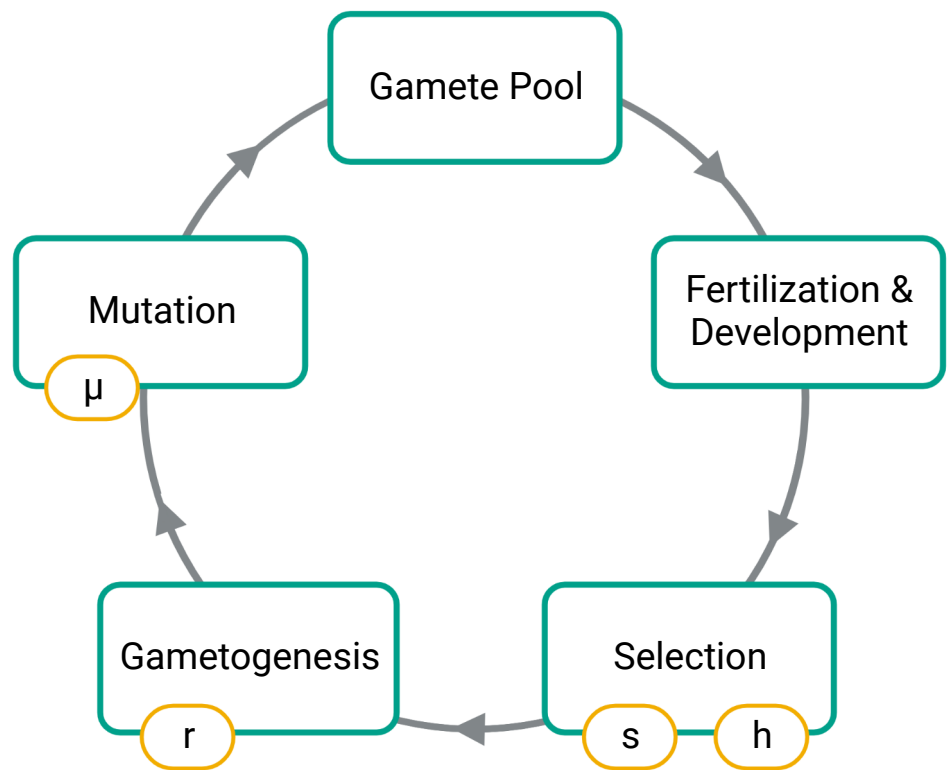 Gamete Pool
Fertilization &
Development
Mutation
μ
Gametogenesis
r
Selection
s
h